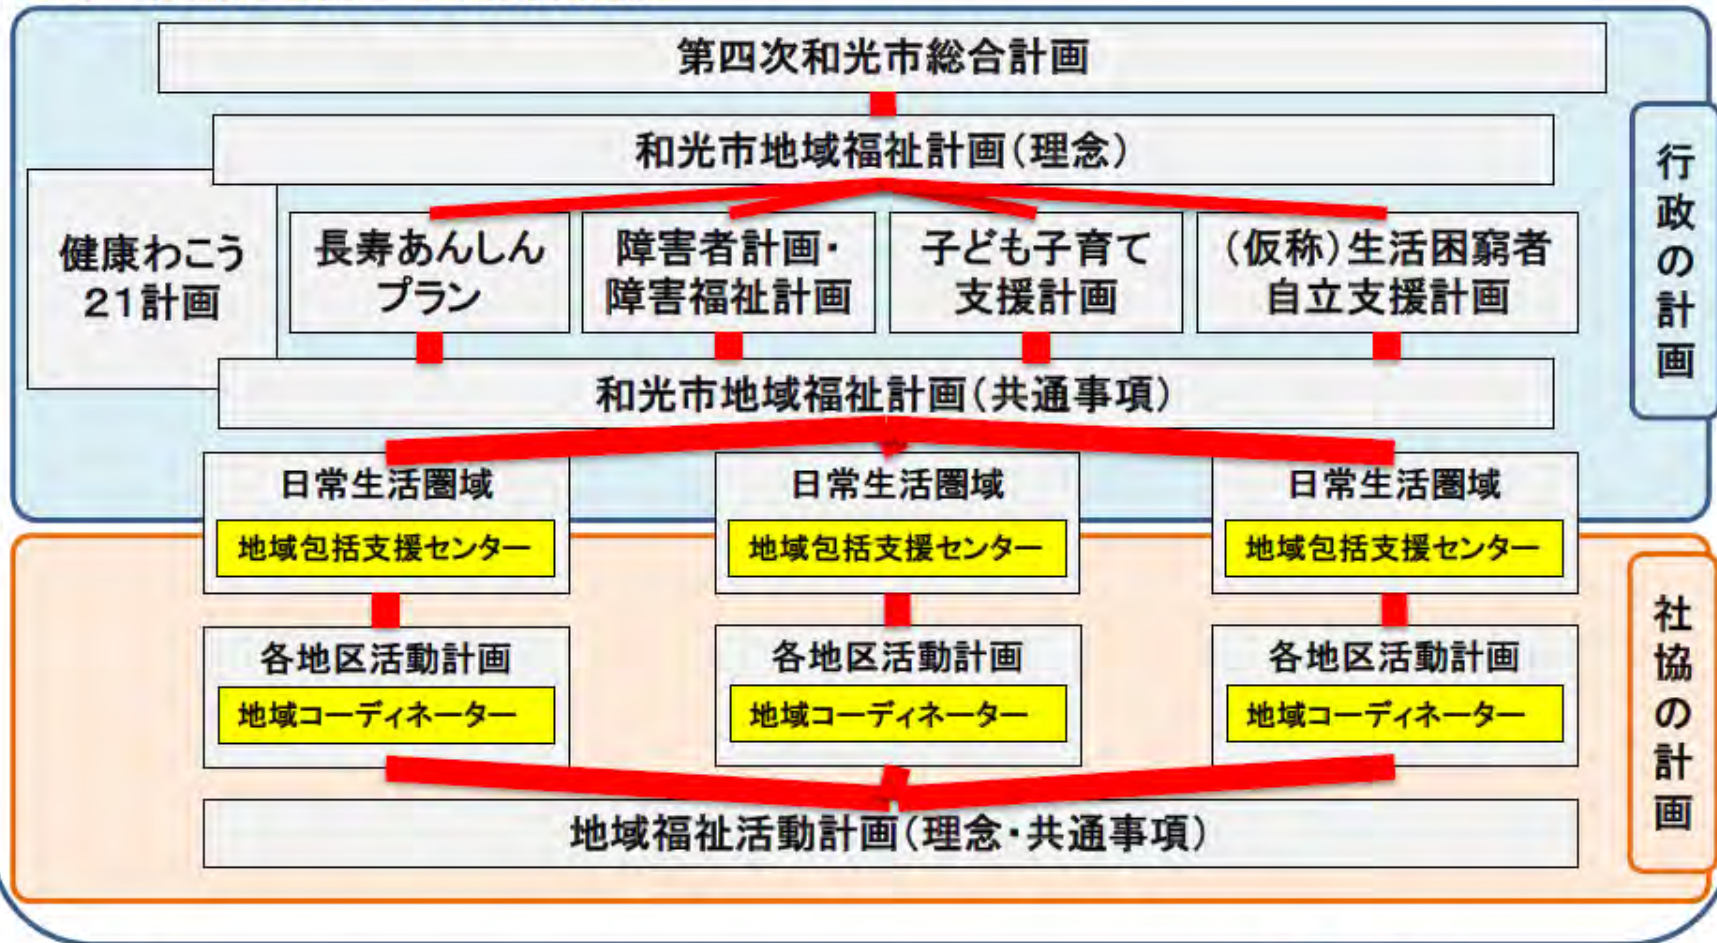 第四次和光市総合計画
和光市地域福祉計画(理念)
行政の計画
健康わこう
21計画
長寿あんしん
プラン
障害者計画・
障害福祉計画
子ども子育て
支援計画
(仮称)生活困窮者
自立支援計画
和光市地域福祉計画(共通事項)
日常生活圏域
地域包括支援センター
日常生活圏域
地域包括支援センター
日常生活圏域
地域包括支援センター
社協の計画
各地区活動計画
地域コーディネーター
各地区活動計画
地域コーディネーター
各地区活動計画
地域コーディネーター
地域福祉活動計画(理念・共通事項)